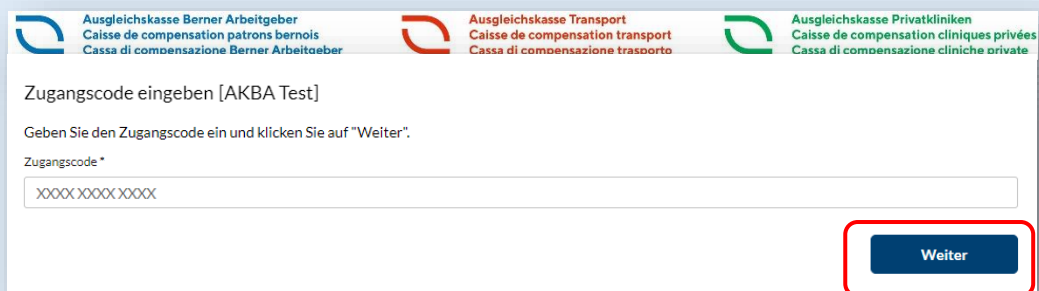 Ausgleichskasse Berner Arbeitgeber
Caisse de compensation patrons bernois
Cassa di compensazione Berner Arbeitgeber
Ausgleichskasse Transport
Caisse de compensation transport
Cassa di compensazione trasporto
Ausgleichskasse Privatkliniken
Caisse de compensation cliniques privées
Cassa di compensazione cliniche private
Zugangscode eingeben [AKBA Test]
Geben Sie den Zugangscode ein und klicken Sie auf "Weiter".
Zugangscode *
XXXX XXXX XXXX
Weiter